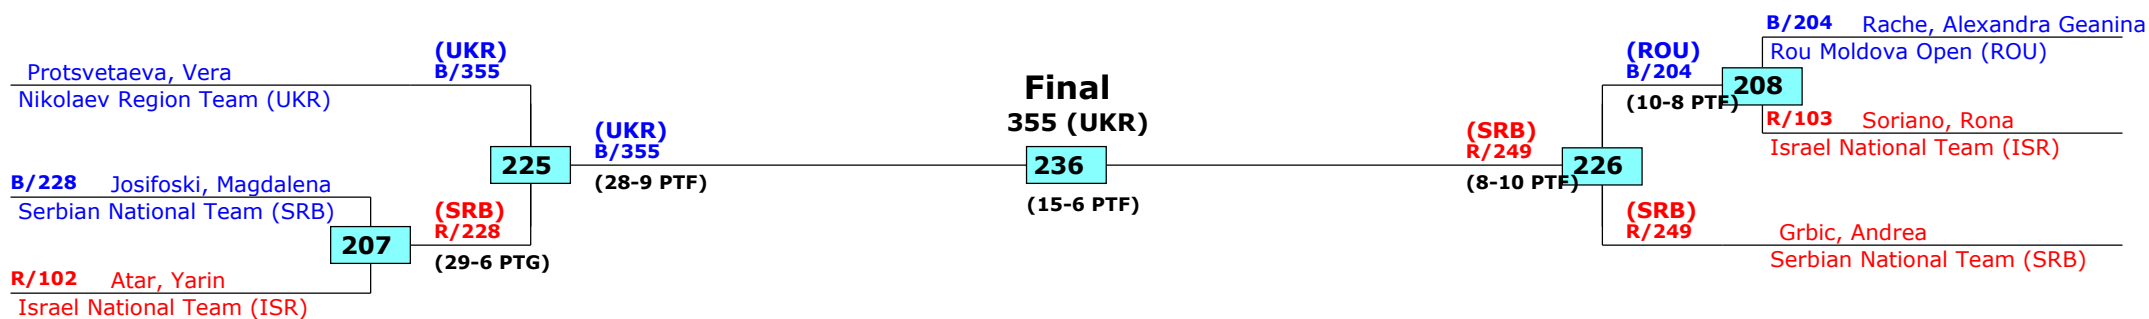 Protsvetaeva, Vera
Nikolaev Region Team (UKR)
(UKR)
B/355
B/228 Josifoski, Magdalena
Serbian National Team (SRB)
R/102 Atar, Yarin
Israel National Team (ISR)
207
(SRB)
R/228
(29-6 PTG)
225
(UKR)
B/355
(28-9 PTF)
Final
355 (UKR)
236
(15-6 PTF)
(SRB)
R/249
(8-10 PTF)
226
(ROU)
B/204
(10-8 PTF)
208
B/204 Rache, Alexandra Geanina
Rou Moldova Open (ROU)
R/103 Soriano, Rona
Israel National Team (ISR)
(SRB)
R/249
Grbic, Andrea
Serbian National Team (SRB)